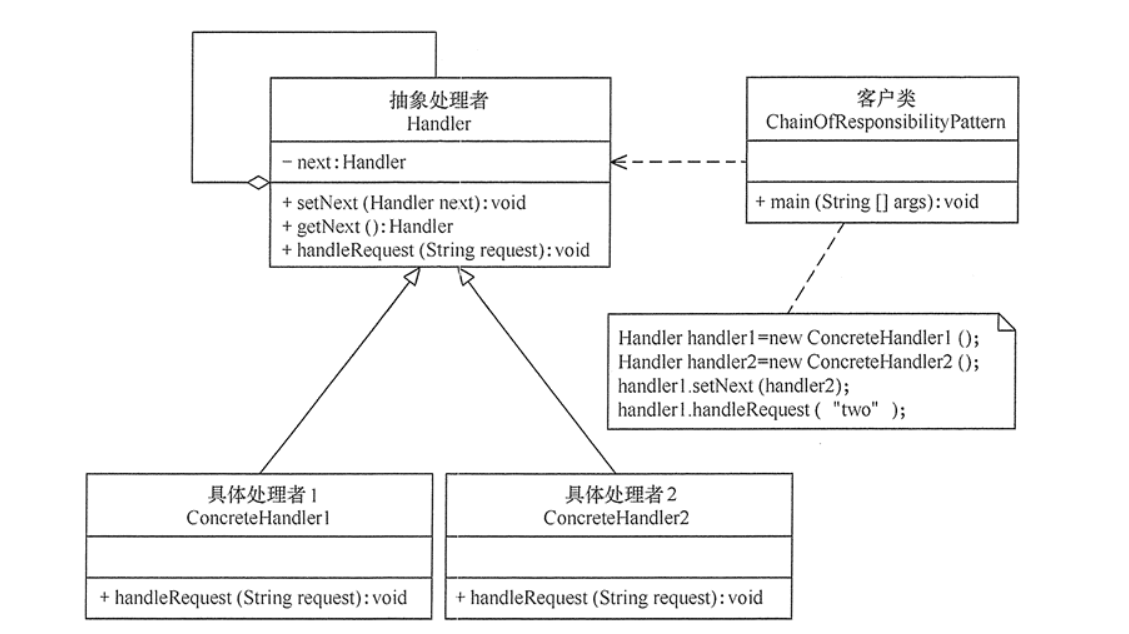 抽象处理者
Handler
- next:Handler
+ setNext (Handler next):void
+ getNext ():Handler
+ handleRequest (String request):void
客户类
ChainOfResponsibilityPattern
+ main (String [] args):void
Handler handler1=new ConcreteHandler1 ();
Handler handler2=new ConcreteHandler2 ();
handler1.setNext (handler2);
handler1.handleRequest ( "two" );
具体处理者1
ConcreteHandler1
+ handleRequest (String request):void
具体处理者2
ConcreteHandler2
+ handleRequest (String request):void